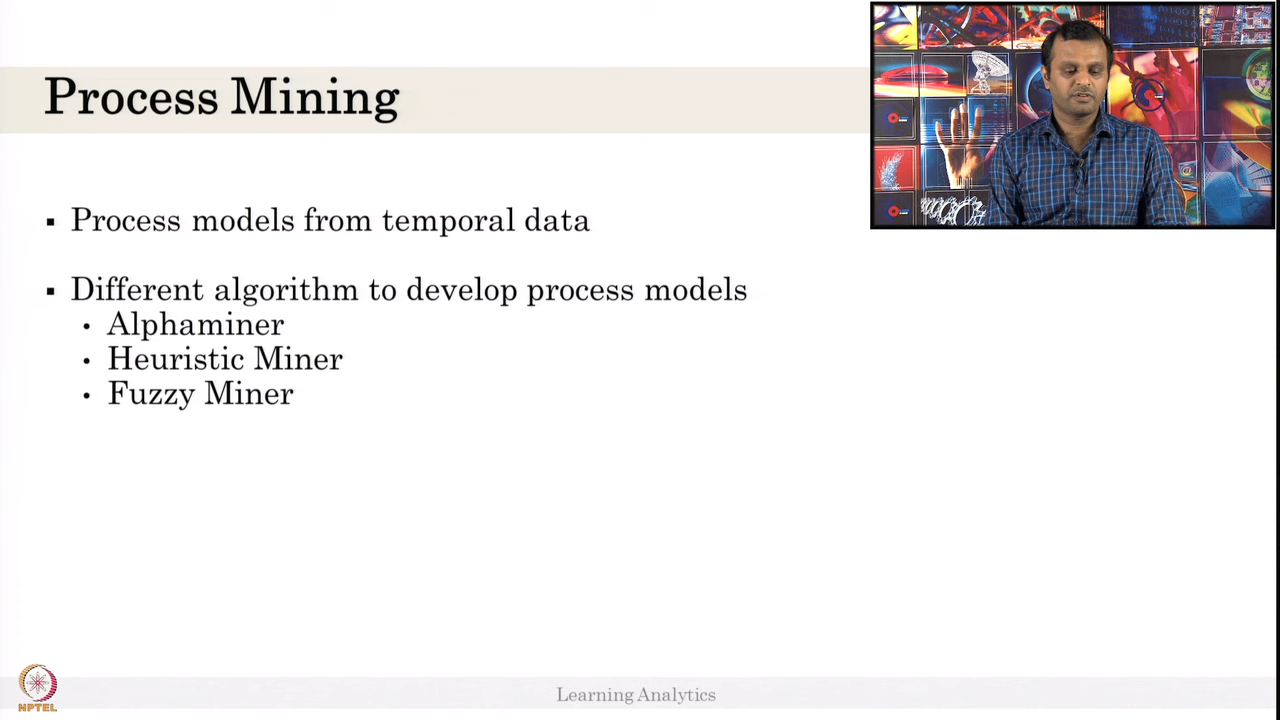 Process Mining
▪ Process models from temporal data
▪ Different algorithm to develop process models
• Alphaminer
• Heuristic Miner
• Fuzzy Miner
NPTEL
Learning Analytics